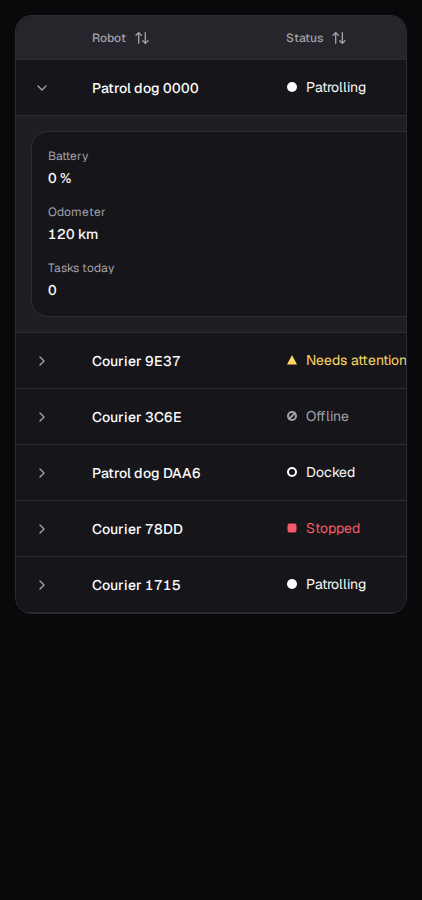 Robot Status
Patrol dog 0000 Patrolling
Battery
0 %
Odometer
120 km
Tasks today
0
Courier 9E37 Needs attention
Courier 3C6E Offline
Patrol dog DAA6 Docked
Courier 78DD Stopped
Courier 1715 Patrolling